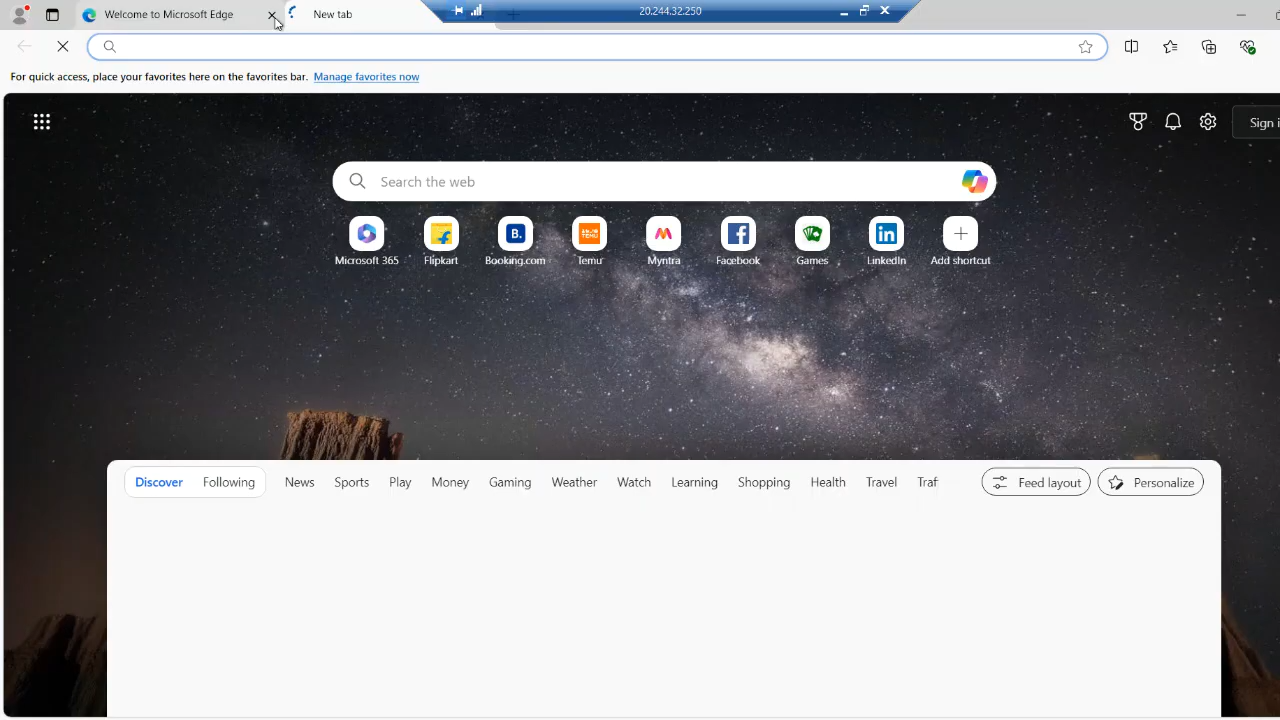 Welcome to Microsoft Edge
New tab
20.244.32.250
For quick access, place your favorites here on the favorites bar. Manage favorites now
Sign i
Search the web
B.
TEMU
in
Microsoft 365
Flipkart
Booking.com
Temu
Myntra
Facebook
Games
LinkedIn
Add shortcut
Discover
Following
News
Sports
Play
Money
Gaming
Weather
Watch
Learning
Shopping
Health
Travel
Traf
Feed layout
Personalize